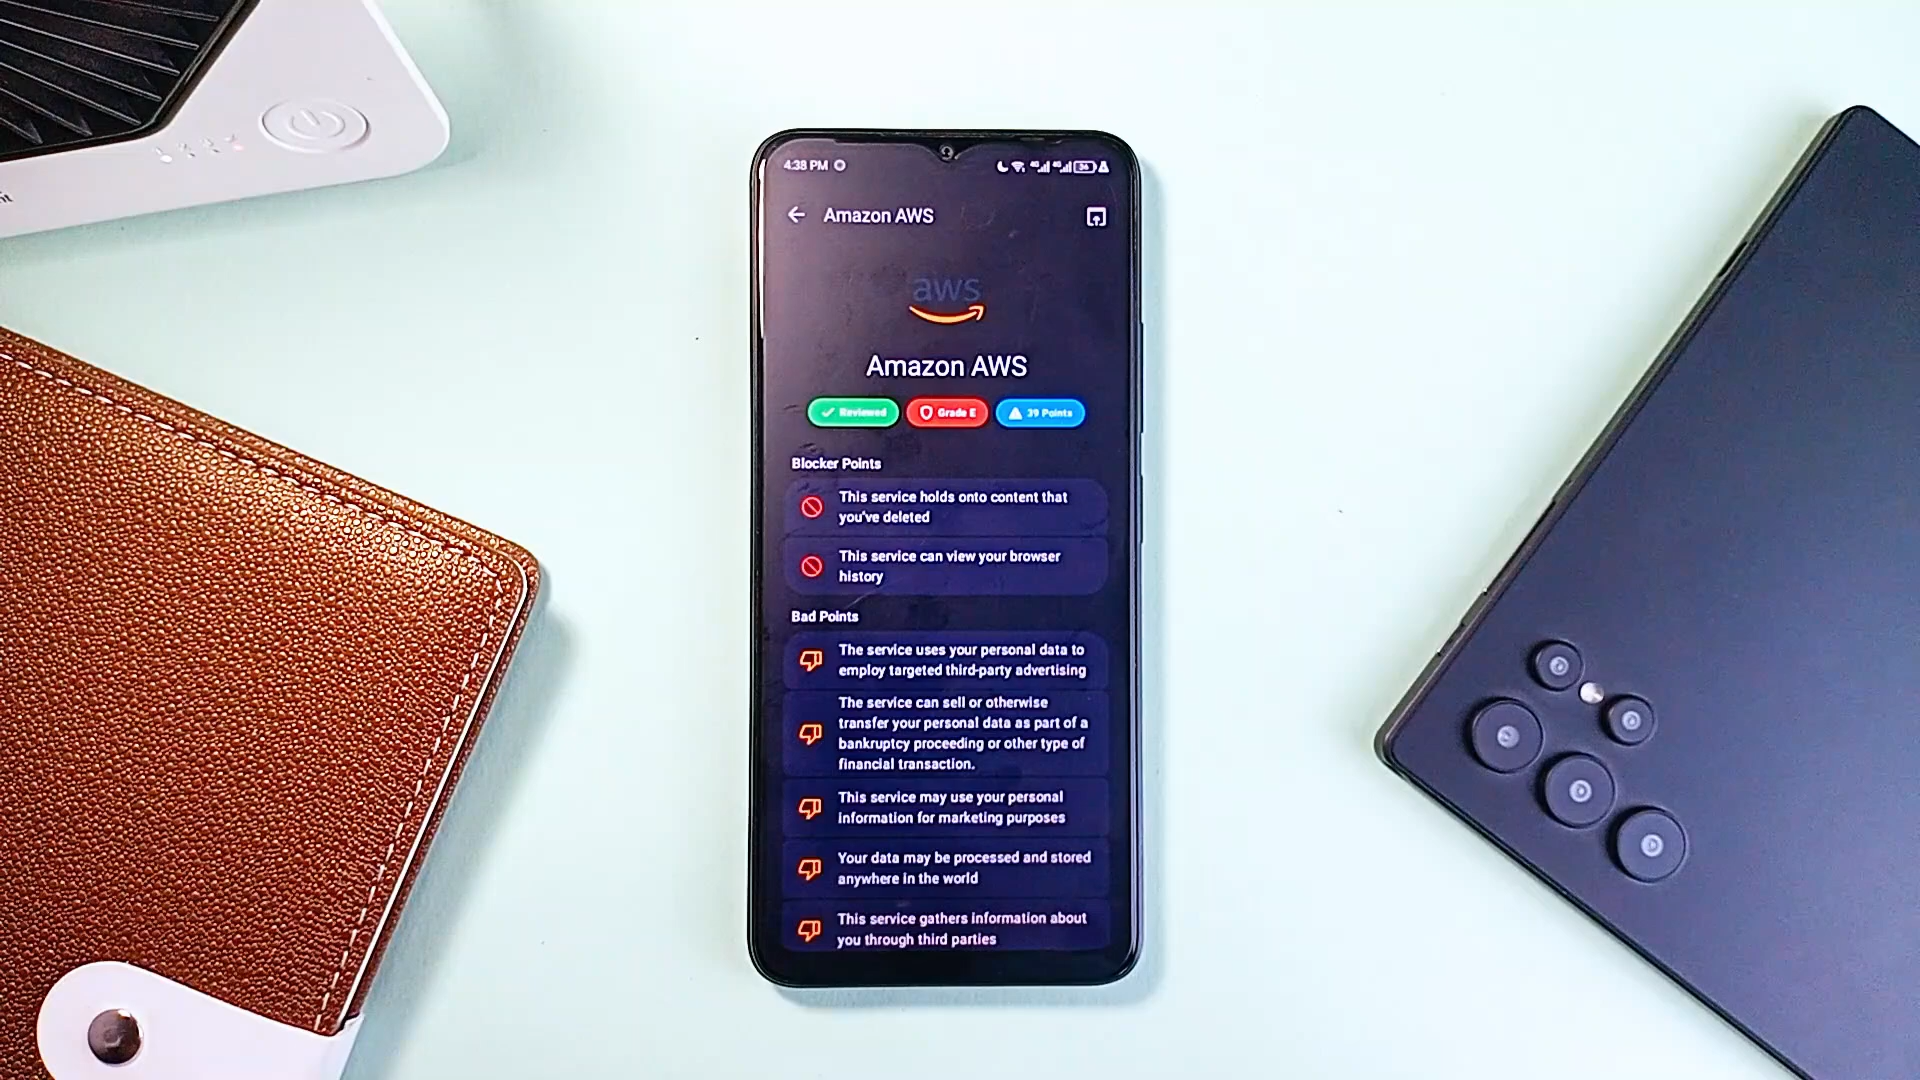 4:38 PM
Amazon AWS
aws
Amazon AWS
Reviewed
Grade E
39 Points
Blocker Points
This service holds onto content that
you've deleted
This service can view your browser
history
Bad Points
The service uses your personal data to
employ targeted third-party advertising
The service can sell or otherwise
transfer your personal data as part of a
bankruptcy proceeding or other type of
financial transaction.
This service may use your personal
information for marketing purposes
Your data may be processed and stored
anywhere in the world
This service gathers information about
you through third parties